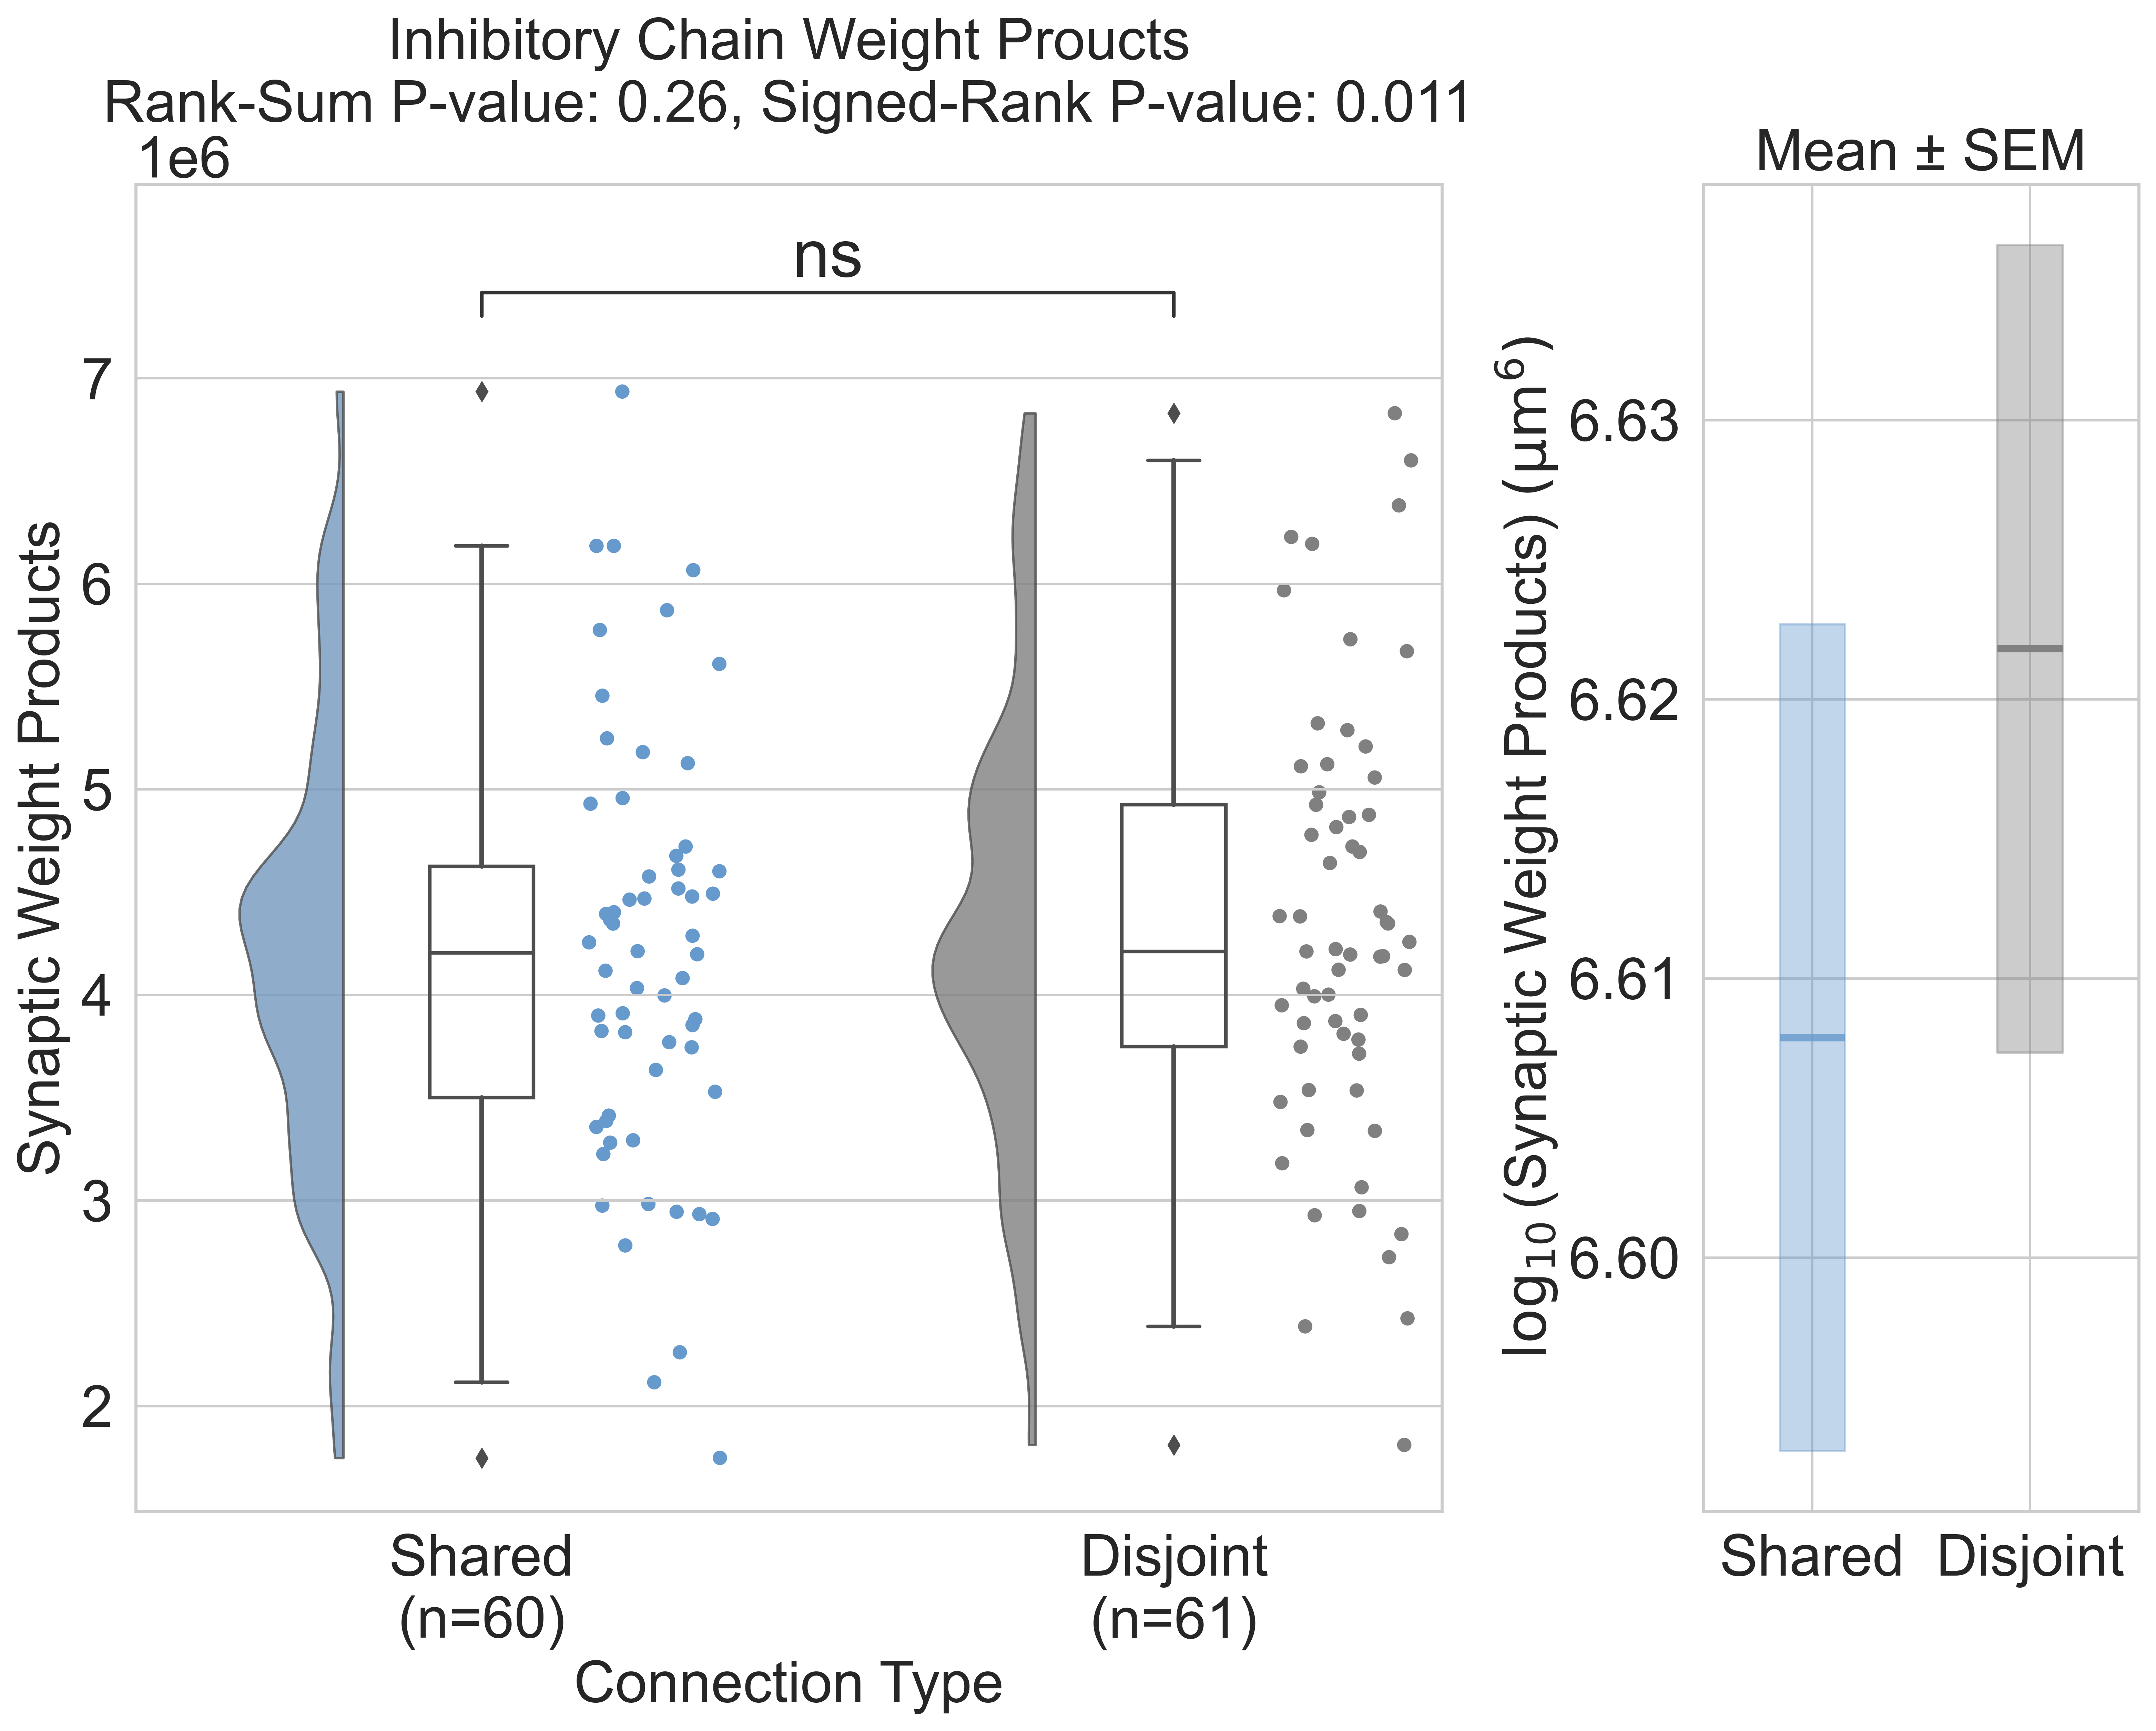 Inhibitory Chain Weight Proucts
Rank-Sum P-value: 0.26, Signed-Rank P-value: 0.011
1e6
Mean ± SEM
ns
Synaptic Weight Products
7
6
5
4
3
2
Shared
(n=60)
Disjoint
(n=61)
Connection Type
log₁₀(Synaptic Weight Products) (μm⁶)
6.63
6.62
6.61
6.60
Shared
Disjoint